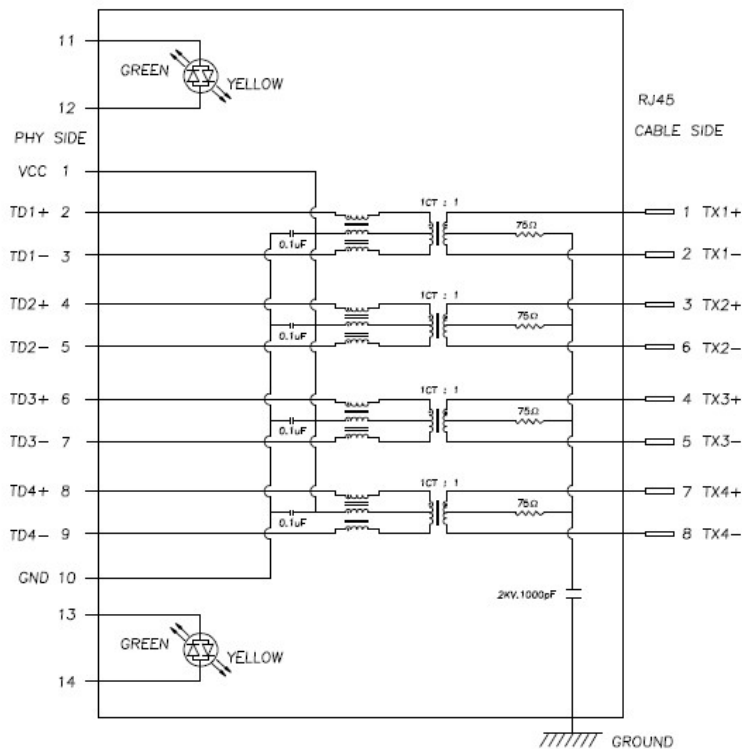 11
GREEN
YELLOW
12
RJ45
CABLE SIDE
PHY SIDE
VCC 1
1CT : 1
TD1+ 2
1 TX1+
75Ω
0.1uF
TD1- 3
2 TX1-
1CT : 1
TD2+ 4
3 TX2+
75Ω
0.1uF
TD2- 5
6 TX2-
1CT : 1
TD3+ 6
4 TX3+
75Ω
0.1uF
TD3- 7
5 TX3-
1CT : 1
TD4+ 8
7 TX4+
75Ω
0.1uF
TD4- 9
8 TX4-
GND 10
2KV.1000pF
13
GREEN
YELLOW
14
GROUND